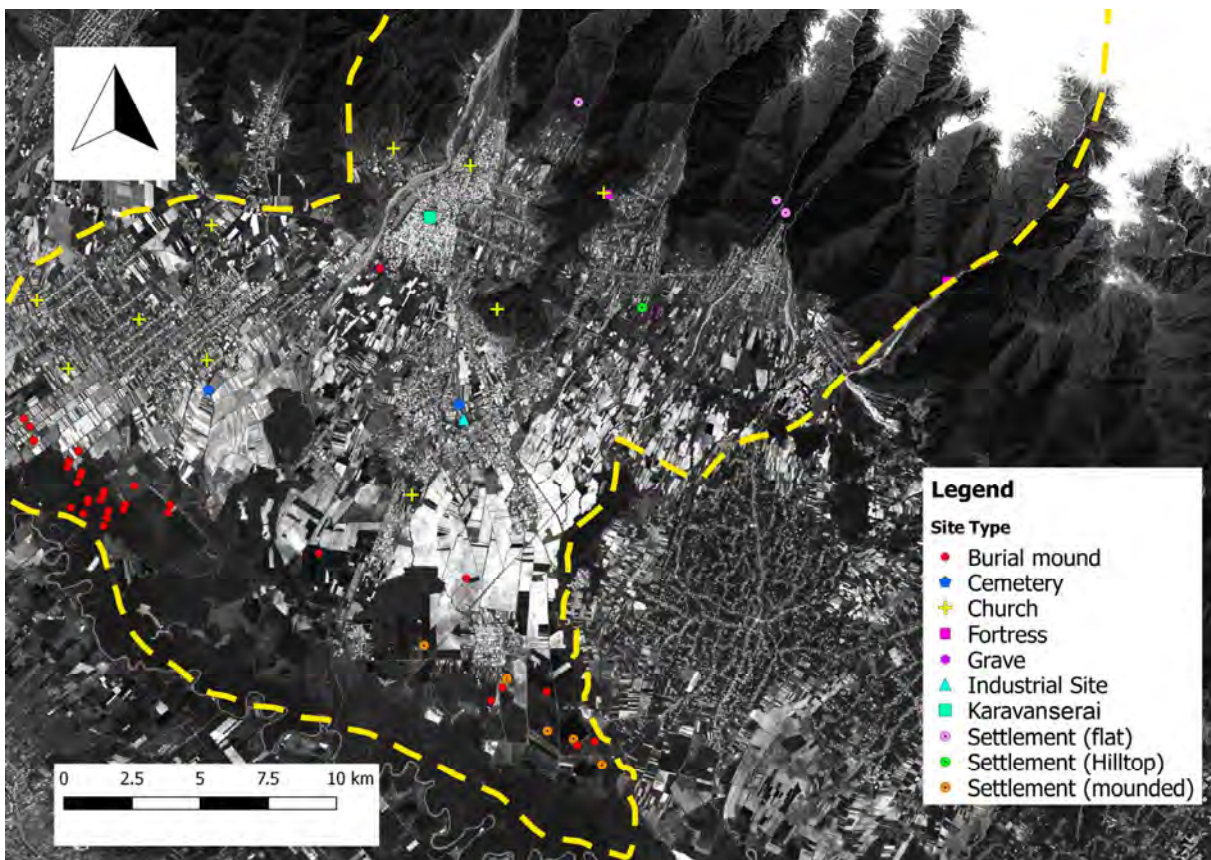 0 2.5 5 7.5 10 km
Legend
Site Type
Burial mound
Cemetery
Church
Fortress
Grave
Industrial Site
Karavanserai
Settlement (flat)
Settlement (Hilltop)
Settlement (mounded)